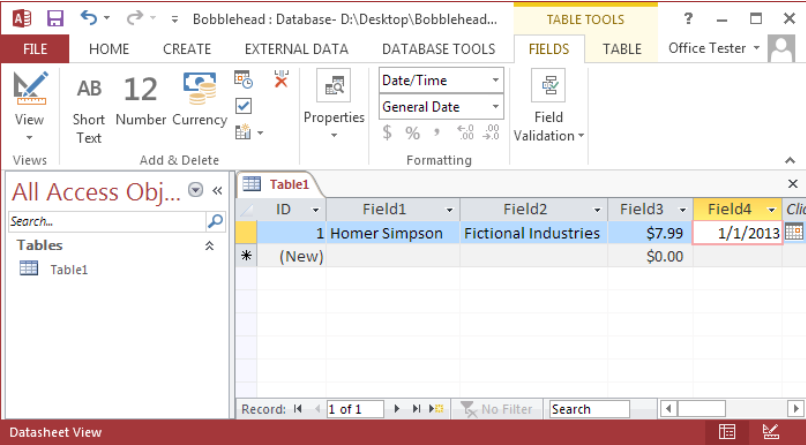 Bobblehead : Database- D:\Desktop\Bobblehead... TABLE TOOLS ?
FILE HOME CREATE EXTERNAL DATA DATABASE TOOLS FIELDS TABLE Office Tester
View
AB Short Text
12 Number
Currency
Properties
Date/Time
General Date
$ % , .00 .00
Field Validation
Views Add & Delete Formatting
All Access Obj... «
Search...
Tables
Table1
Table1
ID Field1 Field2 Field3 Field4 Clic
1 Homer Simpson Fictional Industries $7.99 1/1/2013
* (New) $0.00
Record: 1 of 1 No Filter Search
Datasheet View